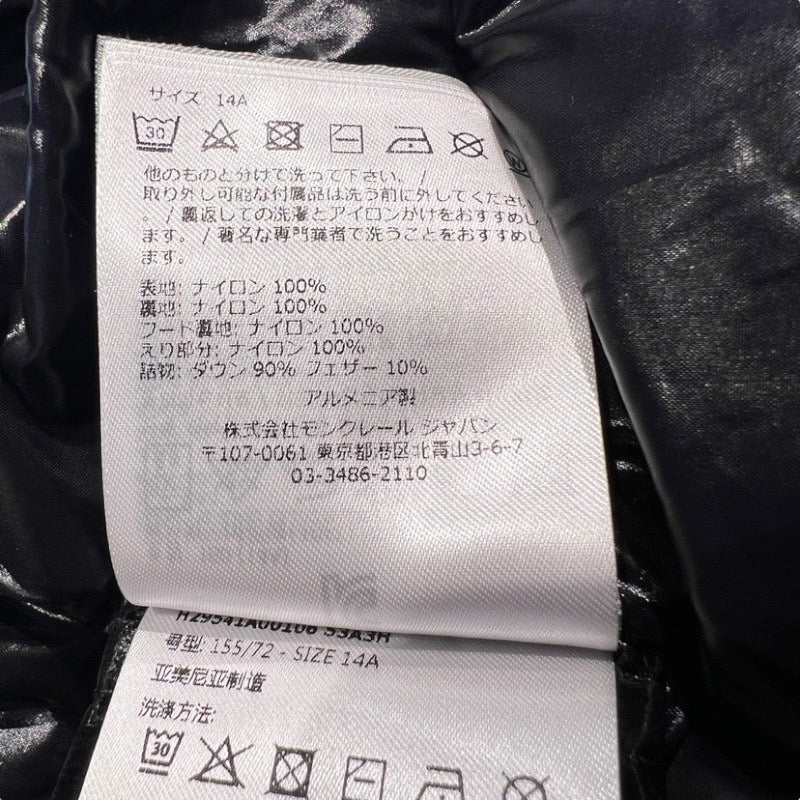 サイズ 14A
30
他のものと分けて洗って下さい。 /
取り外し可能な付属品は洗う前に外してください
。 / 裏返しての洗濯とアイロンがけをおすすめし
ます。 / 著名な専門業者で洗うことをおすすめし
ます。
表地: ナイロン 100%
裏地: ナイロン 100%
フード裏地: ナイロン 100%
えり部分: ナイロン 100%
詰物: ダウン 90% フェザー 10%
アルメニア製
株式会社モンクレール ジャパン
〒107-0061 東京都港区北青山3-6-7
03-3486-2110
H29541A00106 S3A3H
号型: 155/72 - SIZE 14A
亚美尼亚制造
洗涤方法:
30